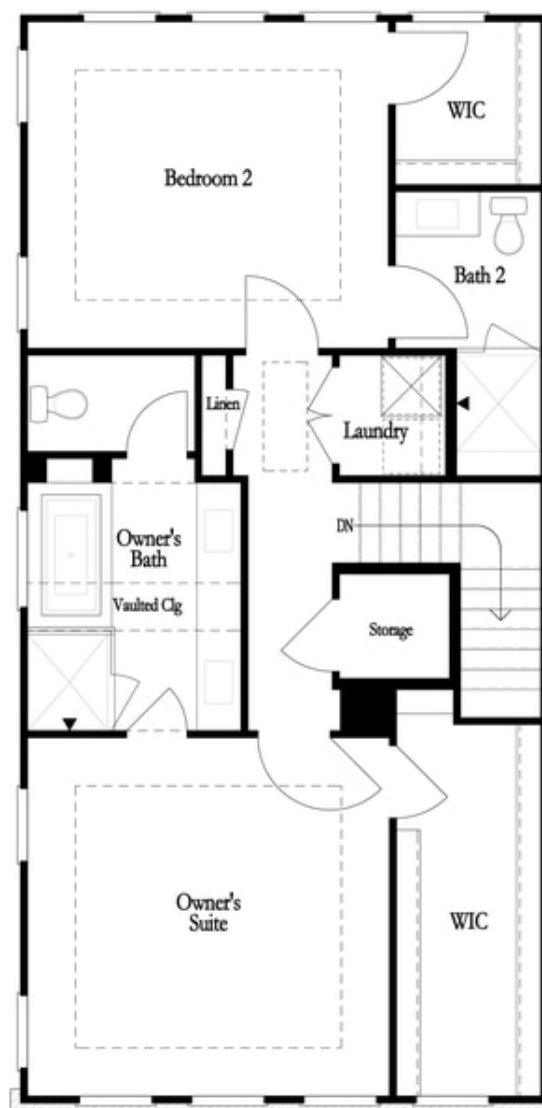 WIC
Bedroom 2
Bath 2
Linen
Laundry
DN
Owner's
Bath
Vaulted Clg
Storage
Owner's
Suite
WIC